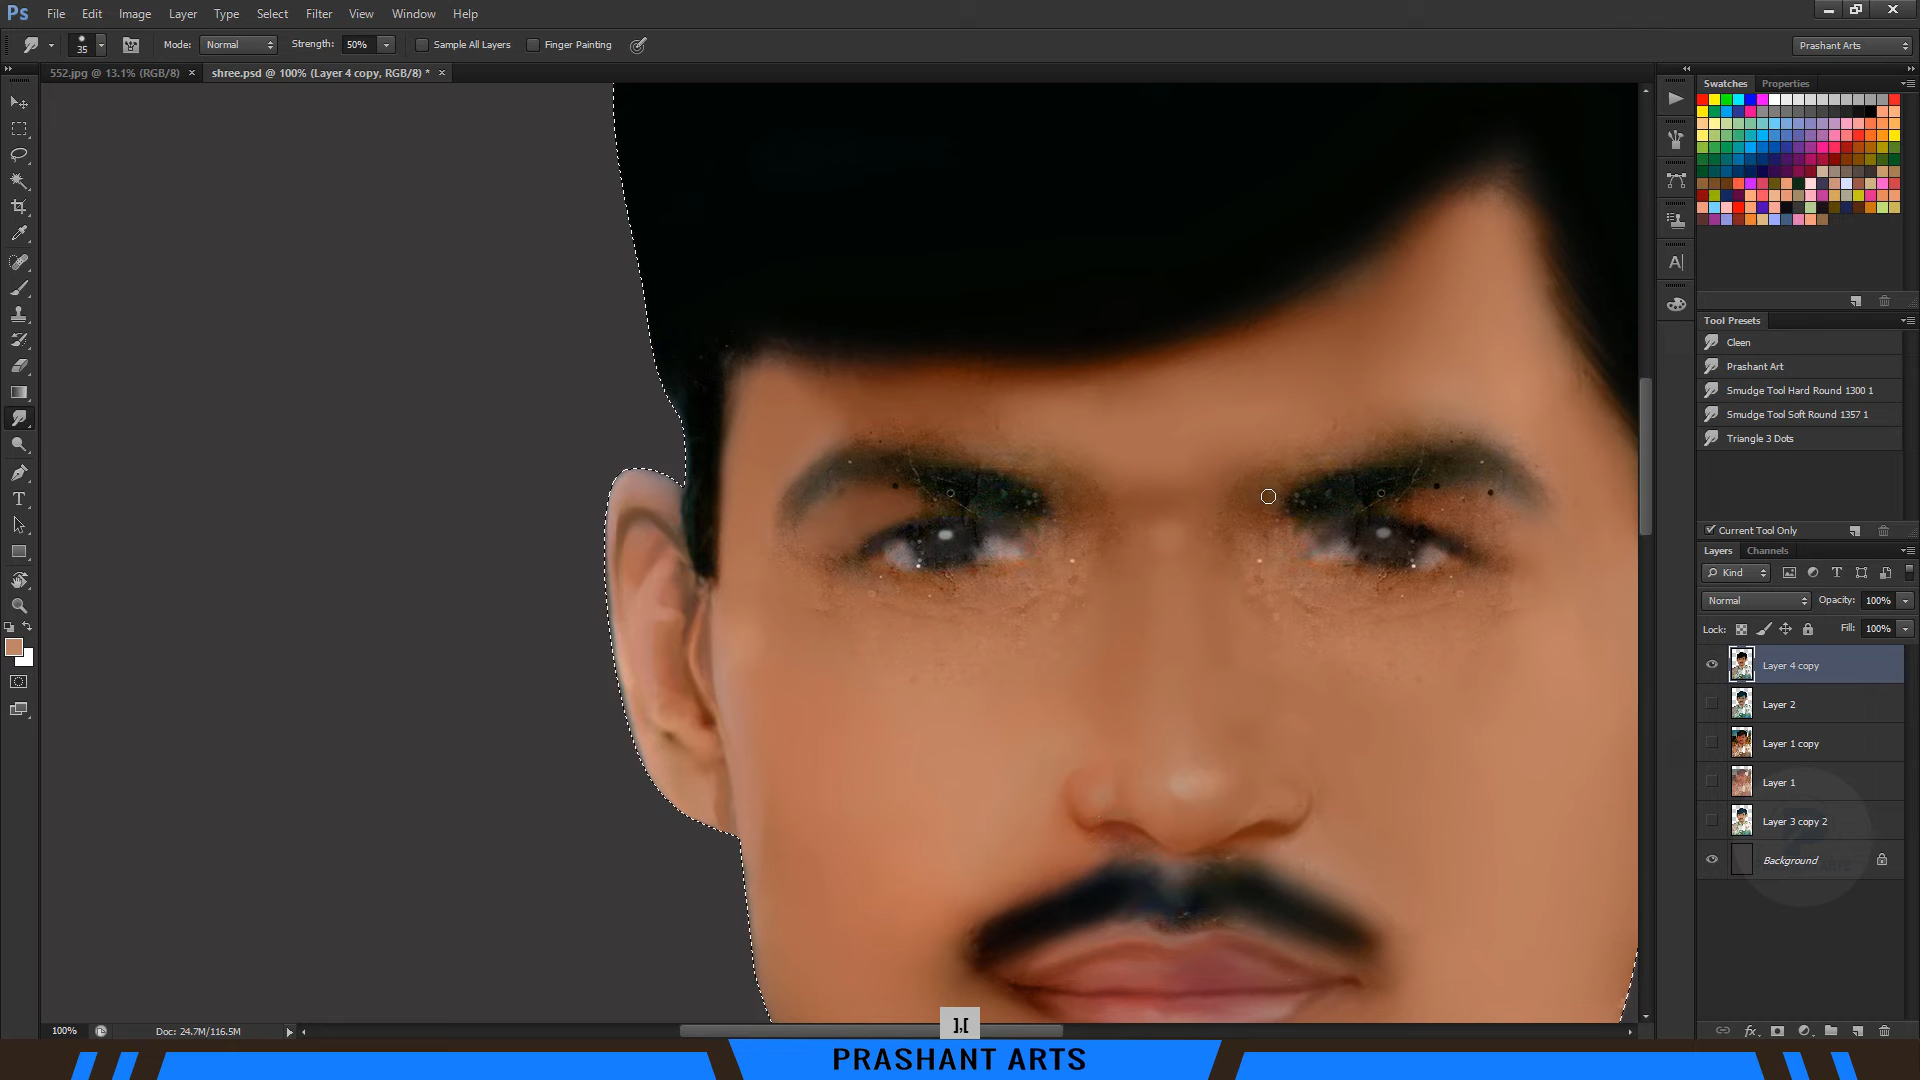 Ps File Edit Image Layer Type Select Filter View Window Help
35 Mode: Normal Strength: 50% Sample All Layers Finger Painting Prashant Arts
552.jpg @ 13.1% (RGB/8) × shree.psd @ 100% (Layer 4 copy, RGB/8) * ×
Swatches Properties
Tool Presets
Cleen
Prashant Art
Smudge Tool Hard Round 1300 1
Smudge Tool Soft Round 1357 1
Triangle 3 Dots
Current Tool Only
Layers Channels
Kind
Normal Opacity: 100%
Lock: Fill: 100%
Layer 4 copy
Layer 2
Layer 1 copy
Layer 1
Layer 3 copy 2
Background
100% Doc: 24.7M/116.5M
],[
PRASHANT ARTS